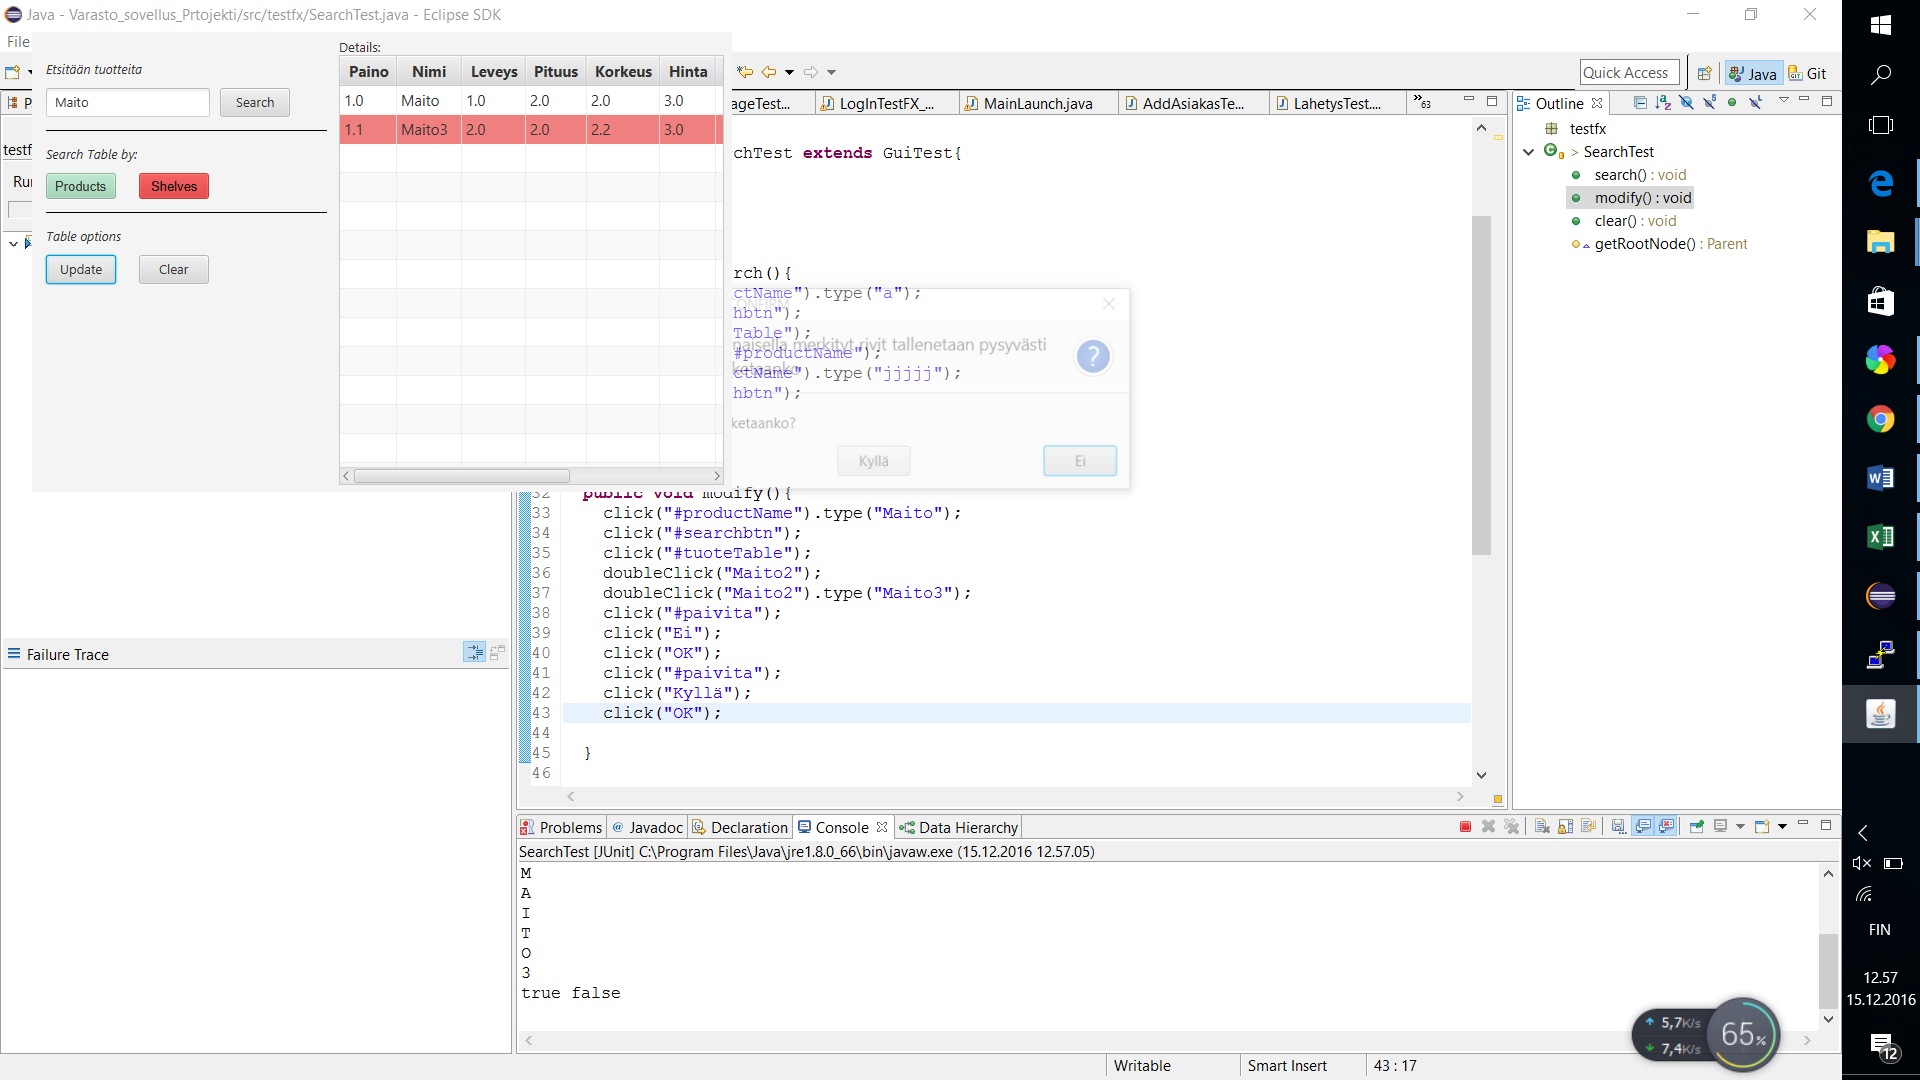 Java - Varasto_sovellus_Prtojekti/src/testfx/SearchTest.java - Eclipse SDK
File
Etsitään tuotteita
Maito
Search
Search Table by:
Products
Shelves
Table options
Update
Clear
Details:
Paino Nimi Leveys Pituus Korkeus Hinta
1.0 Maito 1.0 2.0 2.0 3.0
1.1 Maito3 2.0 2.0 2.2 3.0
Quick Access
Java
Git
P
testf
Rur
ageTest...
LogInTestFX_...
MainLaunch.java
AddAsiakasTe...
LahetysTest....
63
chTest extends GuiTest{
rch(){
ctName").type("a");
hbtn");
Table");
#productName");
ctName").type("jjjjj");
hbtn");
naisella merkityt rivit tallenetaan pysyvästi
ketaanko
ketaanko?
Kyllä
Ei
32 public void modify(){
33 click("#productName").type("Maito");
34 click("#searchbtn");
35 click("#tuoteTable");
36 doubleClick("Maito2");
37 doubleClick("Maito2").type("Maito3");
38 click("#paivita");
39 click("Ei");
40 click("OK");
41 click("#paivita");
42 click("Kyllä");
43 click("OK");
44
45 }
46
Outline
testfx
> SearchTest
search() : void
modify() : void
clear() : void
getRootNode() : Parent
Failure Trace
Problems
@ Javadoc
Declaration
Console
Data Hierarchy
SearchTest [JUnit] C:\Program Files\Java\jre1.8.0_66\bin\javaw.exe (15.12.2016 12.57.05)
M
A
I
T
O
3
true false
Writable
Smart Insert
43 : 17
5,7K/s
7,4K/s
65%
FIN
12.57
15.12.2016
12